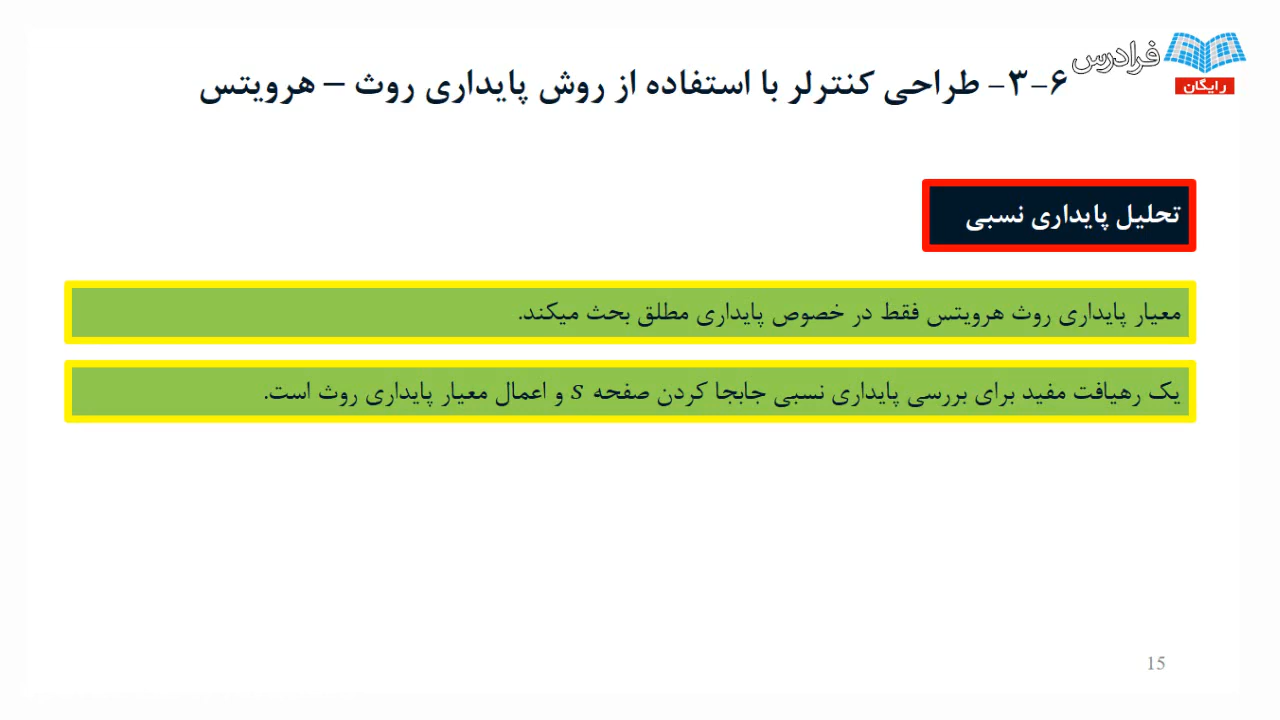 فرادرس
رایگان
۶-۳- طراحی کنترلر با استفاده از روش پایداری روث – هرویتس
تحلیل پایداری نسبی
معیار پایداری روث هرویتس فقط در خصوص پایداری مطلق بحث میکند.
یک رهیافت مفید برای بررسی پایداری نسبی جابجا کردن صفحه s و اعمال معیار پایداری روث است.
15